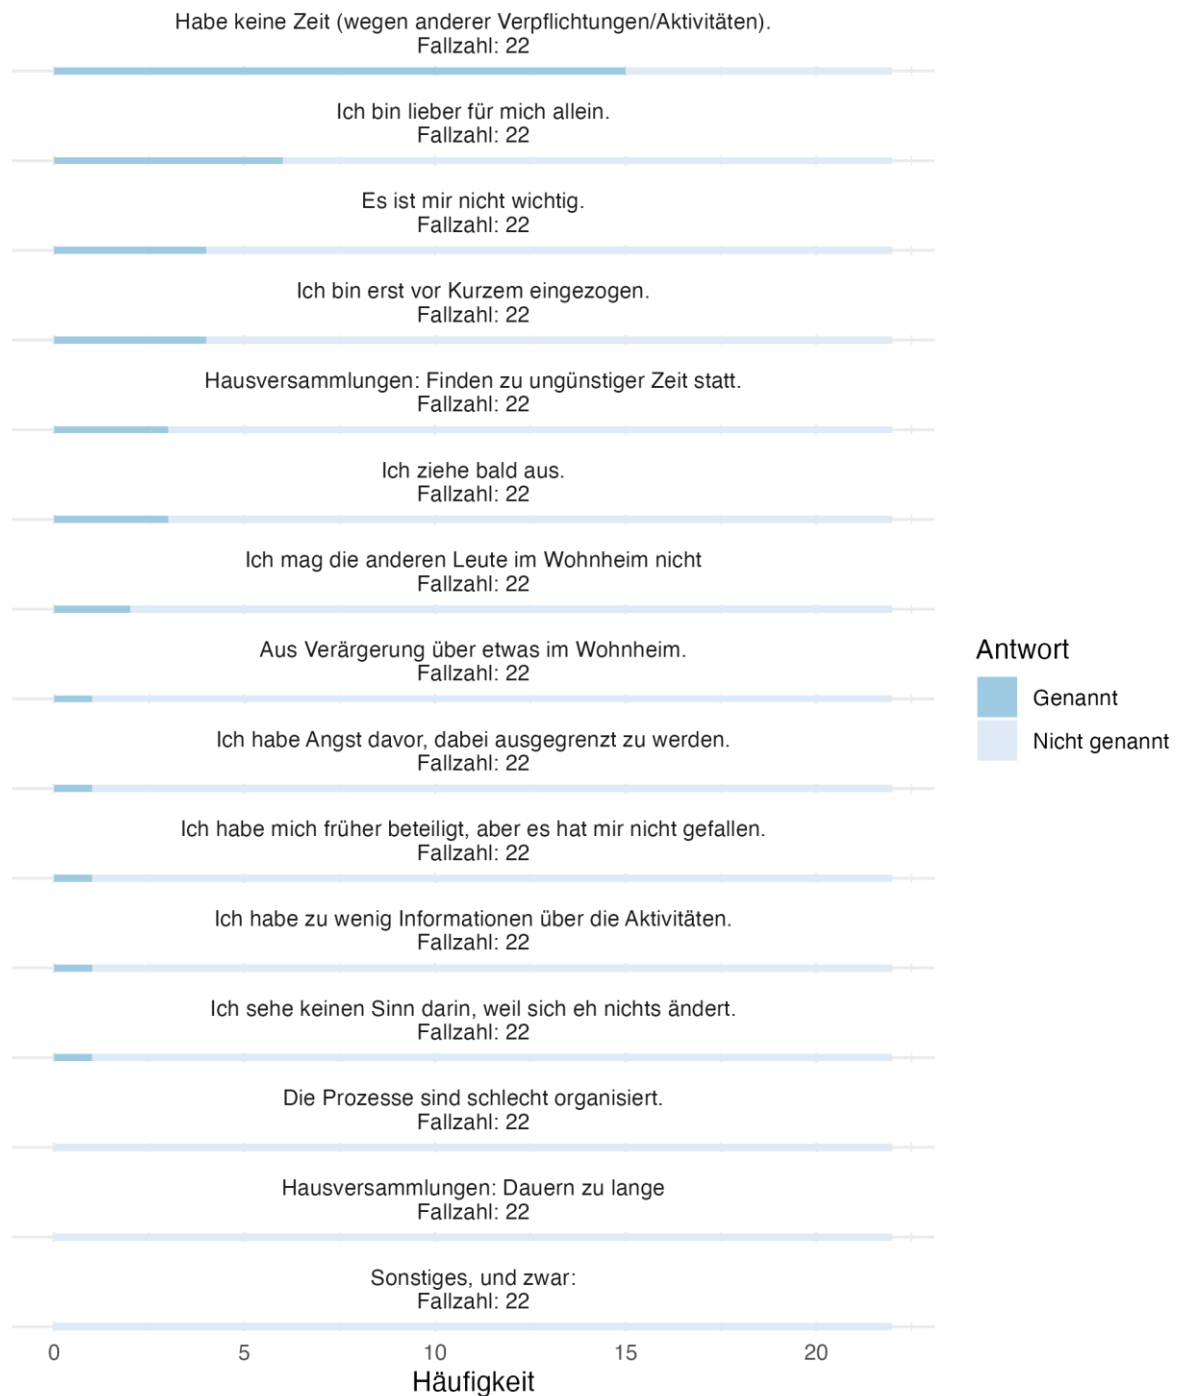 Habe keine Zeit (wegen anderer Verpflichtungen/Aktivitäten).
Fallzahl: 22
Ich bin lieber für mich allein.
Fallzahl: 22
Es ist mir nicht wichtig.
Fallzahl: 22
Ich bin erst vor Kurzem eingezogen.
Fallzahl: 22
Hausversammlungen: Finden zu ungünstiger Zeit statt.
Fallzahl: 22
Ich ziehe bald aus.
Fallzahl: 22
Ich mag die anderen Leute im Wohnheim nicht
Fallzahl: 22
Aus Verärgerung über etwas im Wohnheim.
Fallzahl: 22
Ich habe Angst davor, dabei ausgegrenzt zu werden.
Fallzahl: 22
Ich habe mich früher beteiligt, aber es hat mir nicht gefallen.
Fallzahl: 22
Ich habe zu wenig Informationen über die Aktivitäten.
Fallzahl: 22
Ich sehe keinen Sinn darin, weil sich eh nichts ändert.
Fallzahl: 22
Die Prozesse sind schlecht organisiert.
Fallzahl: 22
Hausversammlungen: Dauern zu lange
Fallzahl: 22
Sonstiges, und zwar:
Fallzahl: 22
0 5 10 15 20
Häufigkeit
Antwort
Genannt
Nicht genannt